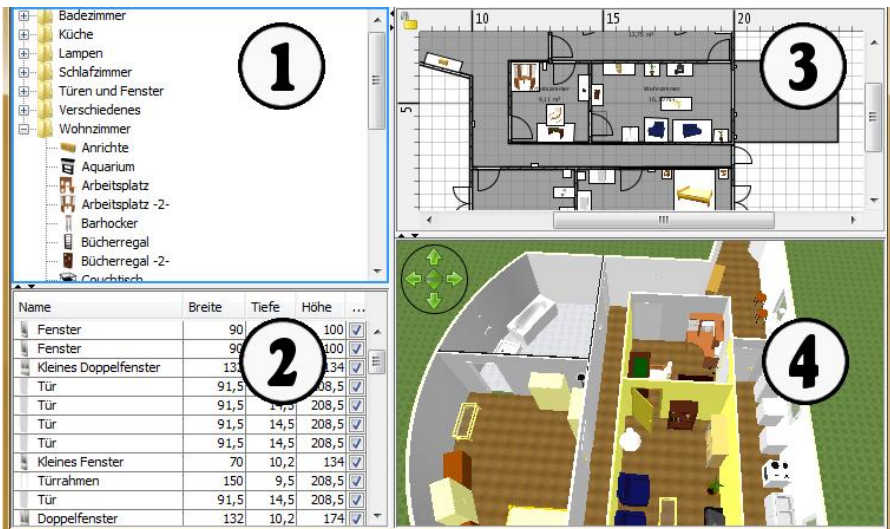 Badezimmer
Küche
Lampen
Schlafzimmer
Türen und Fenster
Verschiedenes
Wohnzimmer
Anrichte
Aquarium
Arbeitsplatz
Arbeitsplatz -2-
Barhocker
Bücherregal
Bücherregal -2-
Couchtisch
1
Name Breite Tiefe Höhe ...
Fenster 90 100
Fenster 90 100
Kleines Doppelfenster 132 134
Tür 91,5 208,5
Tür 91,5 14,5 208,5
Tür 91,5 14,5 208,5
Tür 91,5 14,5 208,5
Kleines Fenster 70 10,2 134
Türrahmen 150 9,5 208,5
Tür 91,5 14,5 208,5
Doppelfenster 132 10,2 174
2
10 15 20
5
Wohnzimmer
3
4